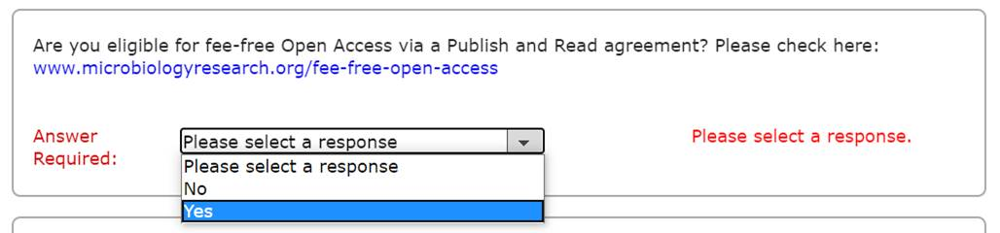 Are you eligible for fee-free Open Access via a Publish and Read agreement? Please check here:
www.microbiologyresearch.org/fee-free-open-access
Answer
Required:
Please select a response
Please select a response.
Please select a response
No
Yes